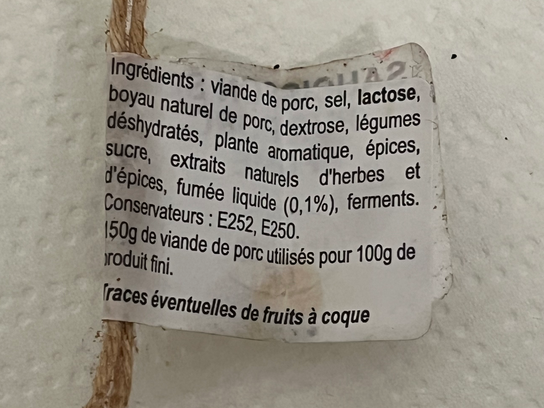 Ingrédients : viande de porc, sel, lactose,
boyau naturel de porc, dextrose, légumes
déshydratés, plante aromatique, épices,
sucre, extraits naturels d'herbes et
d'épices, fumée liquide (0,1%), ferments.
Conservateurs : E252, E250.
150g de viande de porc utilisés pour 100g de
produit fini.
Traces éventuelles de fruits à coque